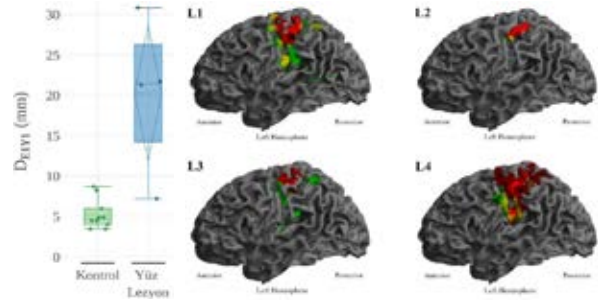 D_EIYI (mm)
30
25
20
15
10
5
0
Kontrol
Yüz
Lezyon
L1
Anterior
Posterior
Left Hemisphere
L2
Anterior
Posterior
Left Hemisphere
L3
Anterior
Posterior
Left Hemisphere
L4
Anterior
Posterior
Left Hemisphere